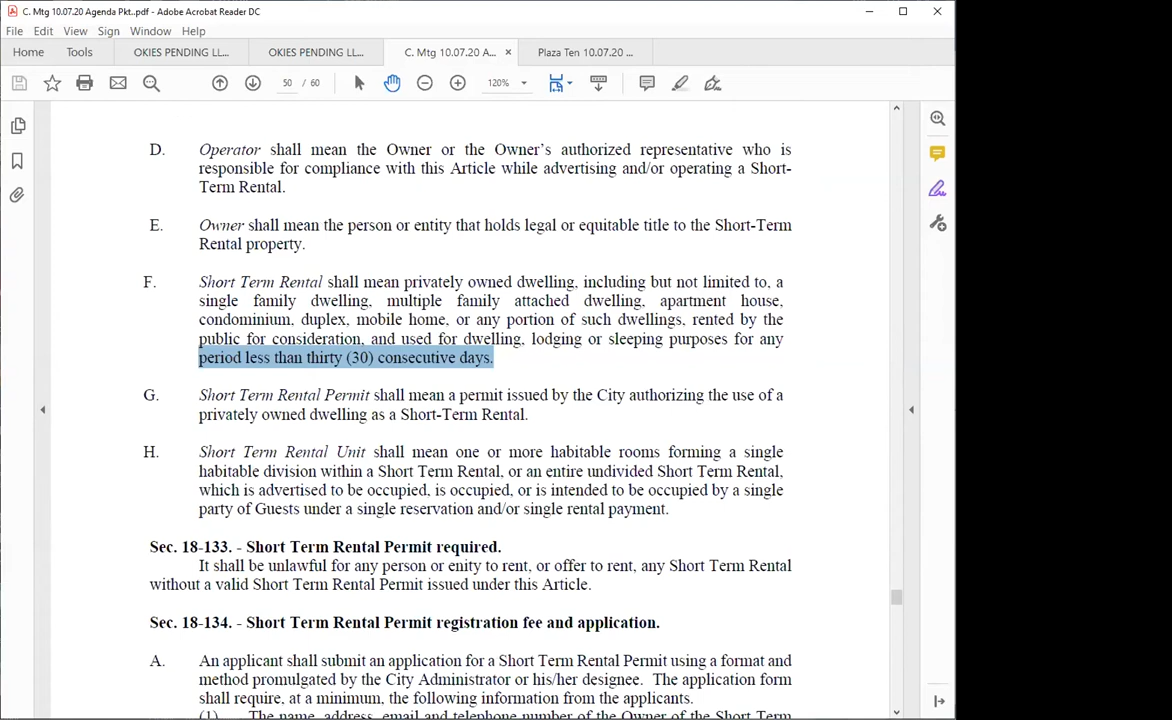 C. Mtg 10.07.20 Agenda Pkt..pdf - Adobe Acrobat Reader DC
File Edit View Sign Window Help
Home Tools OKIES PENDING LL... OKIES PENDING LL... C. Mtg 10.07.20 A... Plaza Ten 10.07.20 ...
50 / 60 120%
D. Operator shall mean the Owner or the Owner's authorized representative who is
responsible for compliance with this Article while advertising and/or operating a Short-
Term Rental.
E. Owner shall mean the person or entity that holds legal or equitable title to the Short-Term
Rental property.
F. Short Term Rental shall mean privately owned dwelling, including but not limited to, a
single family dwelling, multiple family attached dwelling, apartment house,
condominium, duplex, mobile home, or any portion of such dwellings, rented by the
public for consideration, and used for dwelling, lodging or sleeping purposes for any
period less than thirty (30) consecutive days.
G. Short Term Rental Permit shall mean a permit issued by the City authorizing the use of a
privately owned dwelling as a Short-Term Rental.
H. Short Term Rental Unit shall mean one or more habitable rooms forming a single
habitable division within a Short Term Rental, or an entire undivided Short Term Rental,
which is advertised to be occupied, is occupied, or is intended to be occupied by a single
party of Guests under a single reservation and/or single rental payment.
Sec. 18-133. - Short Term Rental Permit required.
It shall be unlawful for any person or enity to rent, or offer to rent, any Short Term Rental
without a valid Short Term Rental Permit issued under this Article.
Sec. 18-134. - Short Term Rental Permit registration fee and application.
A. An applicant shall submit an application for a Short Term Rental Permit using a format and
method promulgated by the City Administrator or his/her designee. The application form
shall require, at a minimum, the following information from the applicants.
(1) The name, address, email and telephone number of the Owner of the Short Term